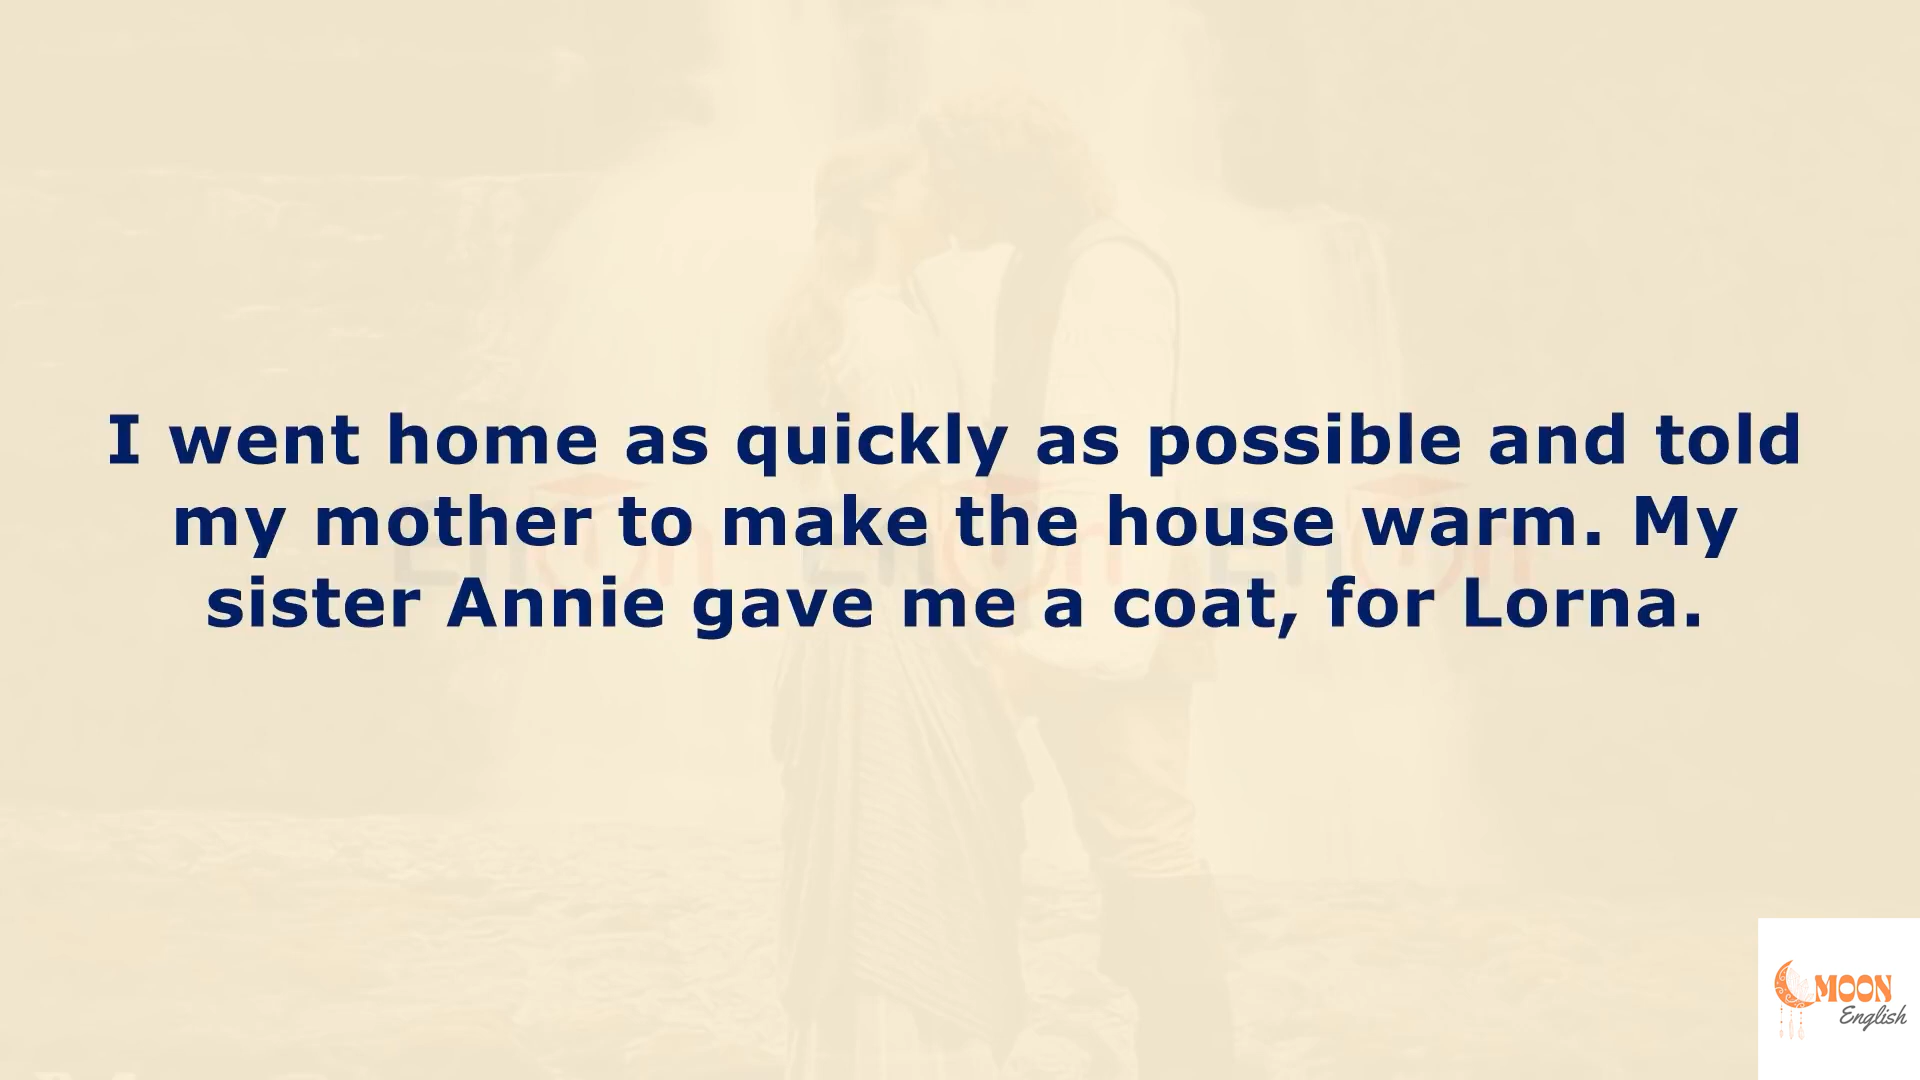 I went home as quickly as possible and told
my mother to make the house warm. My
sister Annie gave me a coat, for Lorna.
MOON
English